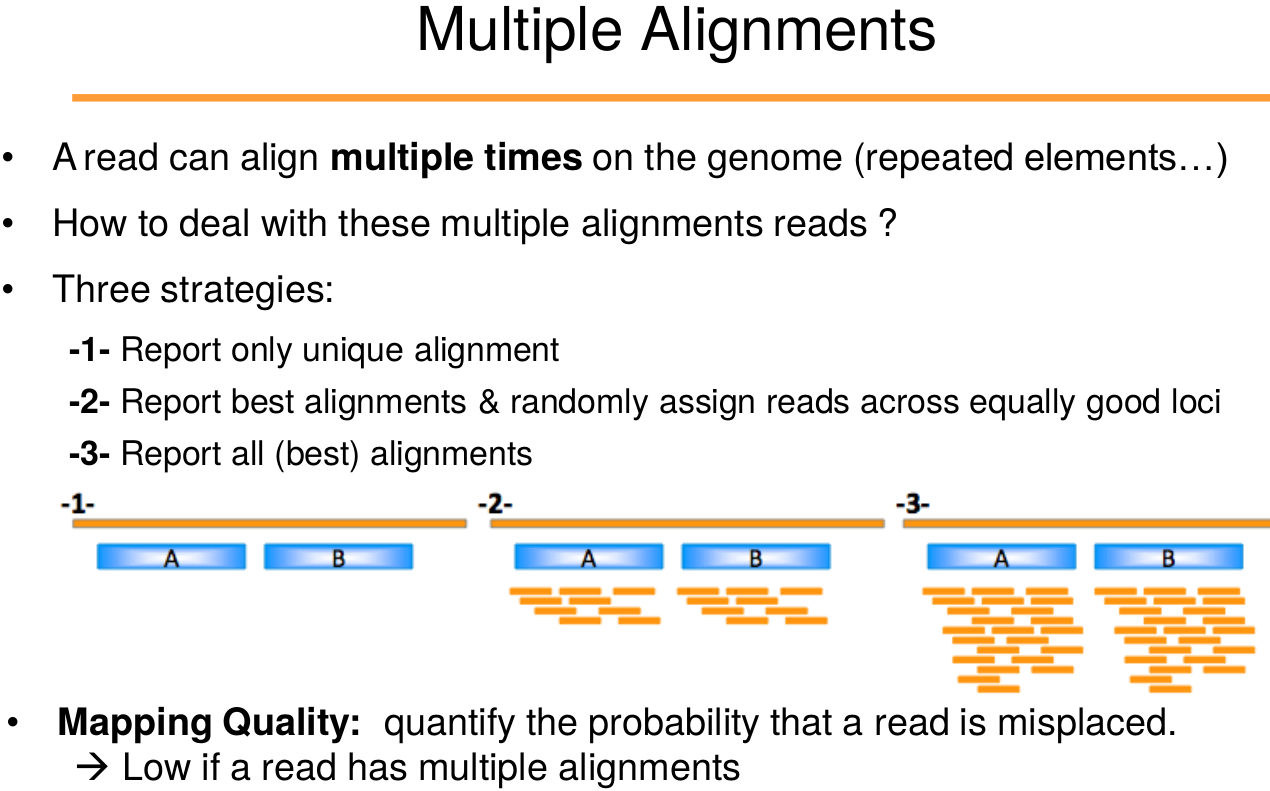 Multiple Alignments
• A read can align multiple times on the genome (repeated elements…)
• How to deal with these multiple alignments reads ?
• Three strategies:
-1- Report only unique alignment
-2- Report best alignments & randomly assign reads across equally good loci
-3- Report all (best) alignments
-1- -2- -3-
A B A B A B
• Mapping Quality: quantify the probability that a read is misplaced.
→ Low if a read has multiple alignments